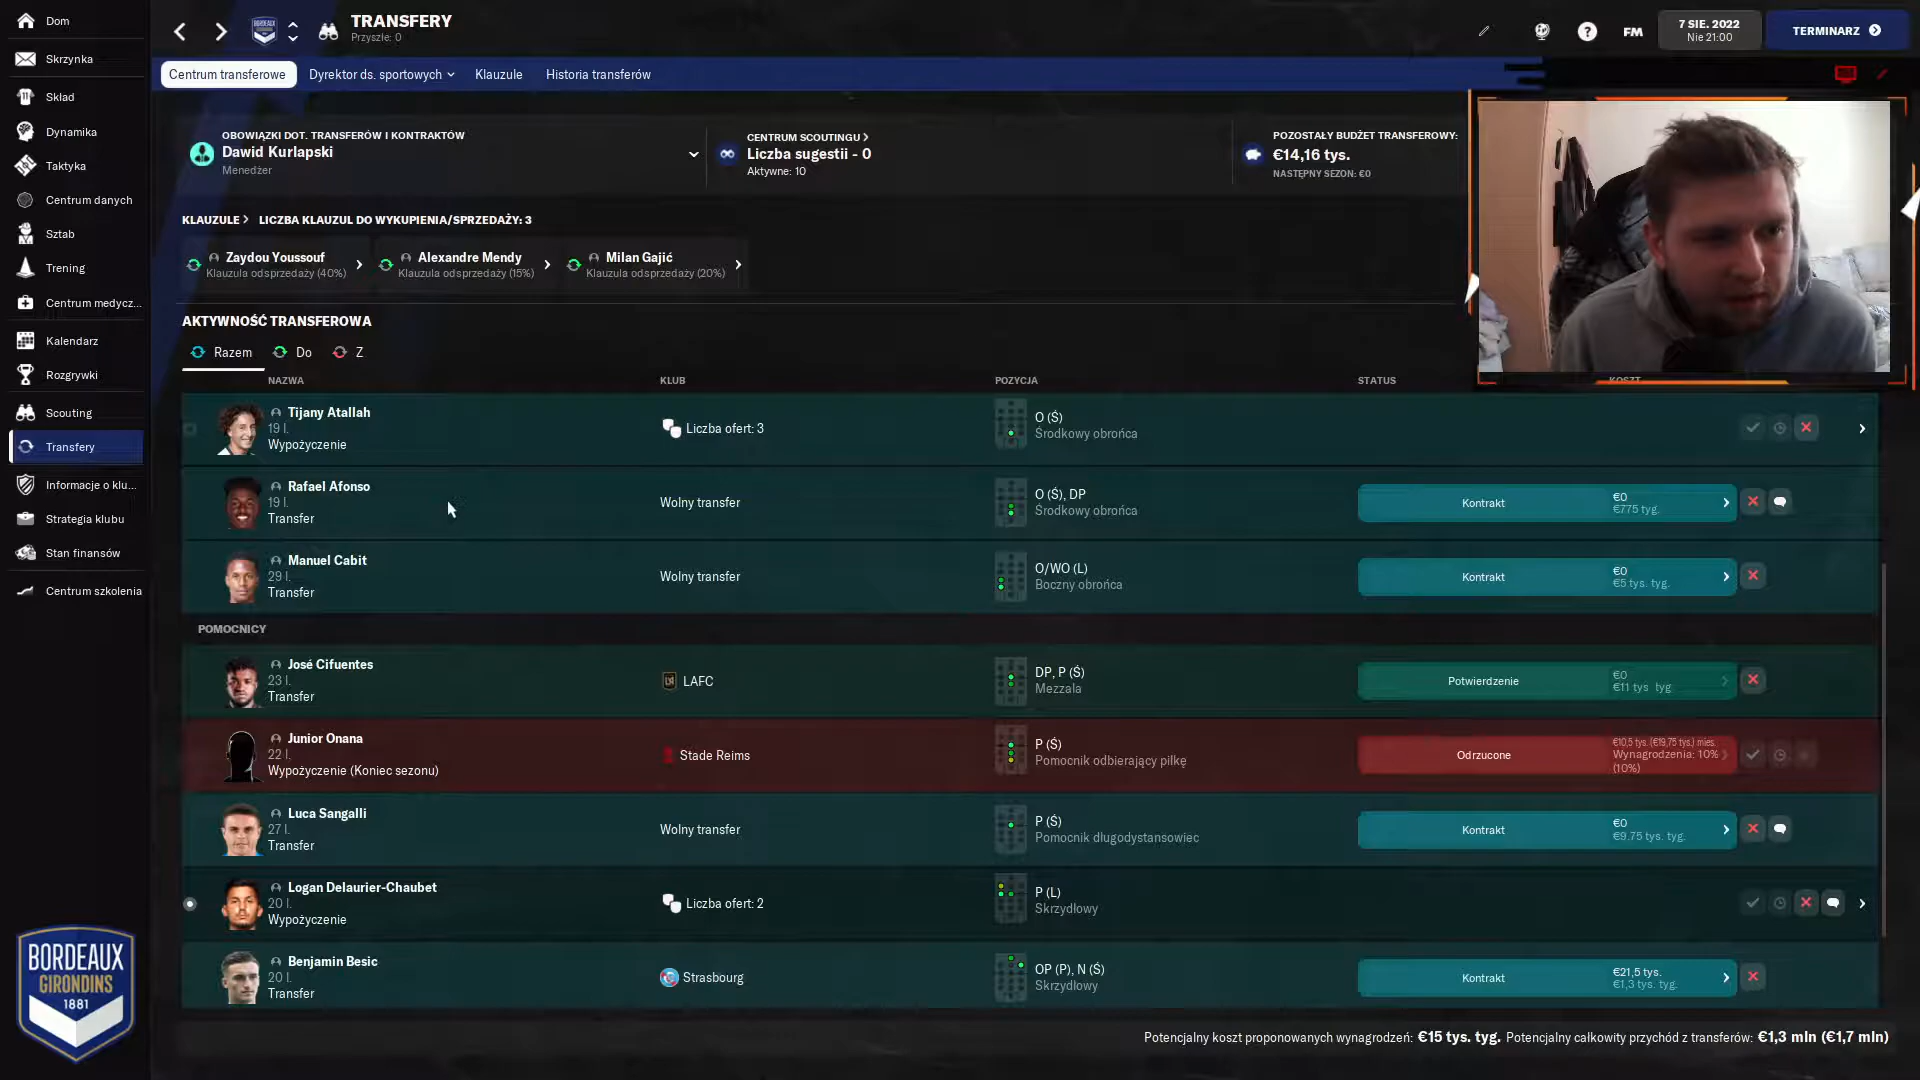 Dom
Skrzynka
Skład
Dynamika
Taktyka
Centrum danych
Sztab
Trening
Centrum medycz...
Kalendarz
Rozgrywki
Scouting
Transfery
Informacje o klu...
Strategia klubu
Stan finansów
Centrum szkolenia
BORDEAUX
GIRONDINS
1881
BORDEAUX
TRANSFERY
Przyszłe: 0
?
FM
7 SIE. 2022
Nie 21:00
TERMINARZ
Centrum transferowe
Dyrektor ds. sportowych
Klauzule
Historia transferów
OBOWIĄZKI DOT. TRANSFERÓW I KONTRAKTÓW
Dawid Kurlapski
Menedżer
CENTRUM SCOUTINGU >
Liczba sugestii - 0
Aktywne: 10
POZOSTAŁY BUDŻET TRANSFEROWY:
€14,16 tys.
NASTĘPNY SEZON: €0
KLAUZULE > LICZBA KLAUZUL DO WYKUPIENIA/SPRZEDAŻY: 3
Zaydou Youssouf
Klauzula odsprzedaży (40%)
Alexandre Mendy
Klauzula odsprzedaży (15%)
Milan Gajić
Klauzula odsprzedaży (20%)
AKTYWNOŚĆ TRANSFEROWA
Razem
Do
Z
NAZWA
KLUB
POZYCJA
STATUS
KOSZT
Tijany Atallah
19 l.
Wypożyczenie
Liczba ofert: 3
O (Ś)
Środkowy obrońca
Rafael Afonso
19 l.
Transfer
Wolny transfer
O (Ś), DP
Środkowy obrońca
Kontrakt
€0
€775 tyg.
Manuel Cabit
29 l.
Transfer
Wolny transfer
O/WO (L)
Boczny obrońca
Kontrakt
€0
€5 tys. tyg.
POMOCNICY
José Cifuentes
23 l.
Transfer
LAFC
DP, P (Ś)
Mezzala
Potwierdzenie
€0
€11 tys tyg
Junior Onana
22 l.
Wypożyczenie (Koniec sezonu)
Stade Reims
P (Ś)
Pomocnik odbierający piłkę
Odrzucone
€10,5 tys. (€19,75 tys.) mies.
Wynagrodzenia: 10%
(10%)
Luca Sangalli
27 l.
Transfer
Wolny transfer
P (Ś)
Pomocnik długodystansowiec
Kontrakt
€0
€9.75 tys. tyg.
Logan Delaurier-Chaubet
20 l.
Wypożyczenie
Liczba ofert: 2
P (L)
Skrzydłowy
Benjamin Besic
20 l.
Transfer
Strasbourg
OP (P), N (Ś)
Skrzydłowy
Kontrakt
€21,5 tys.
€1,3 tys. tyg.
Potencjalny koszt proponowanych wynagrodzeń: €15 tys. tyg. Potencjalny całkowity przychód z transferów: €1,3 mln (€1,7 mln)